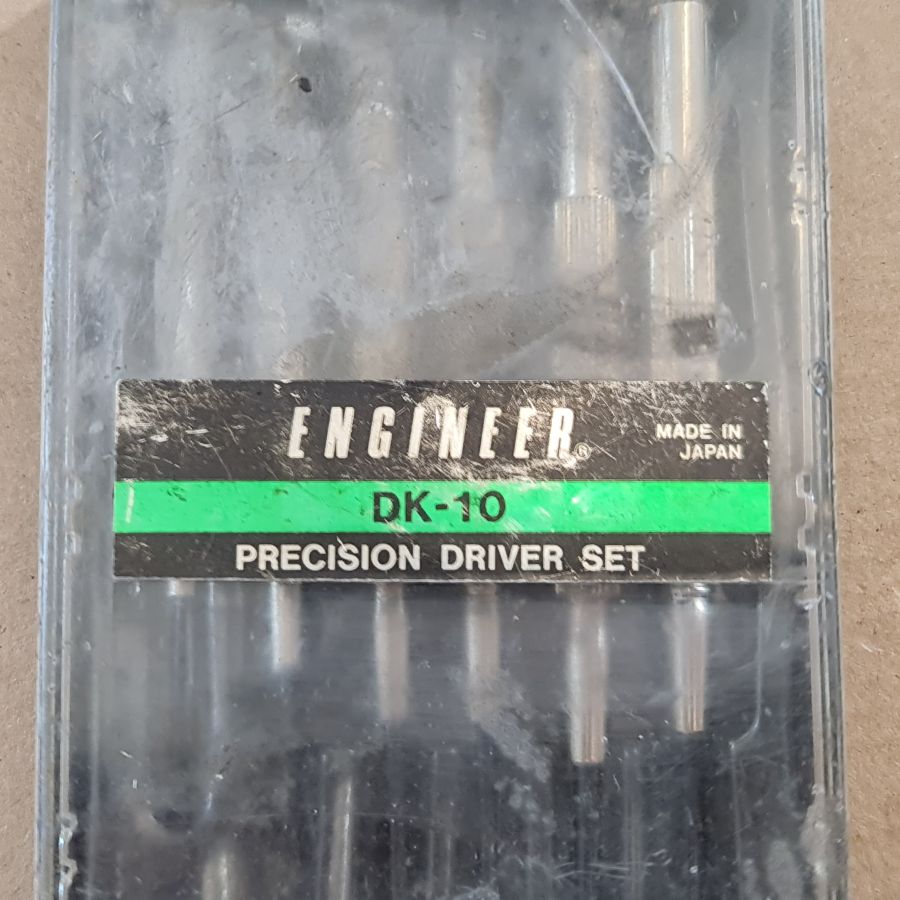 ENGINEER®
MADE IN
JAPAN
DK-10
PRECISION DRIVER SET